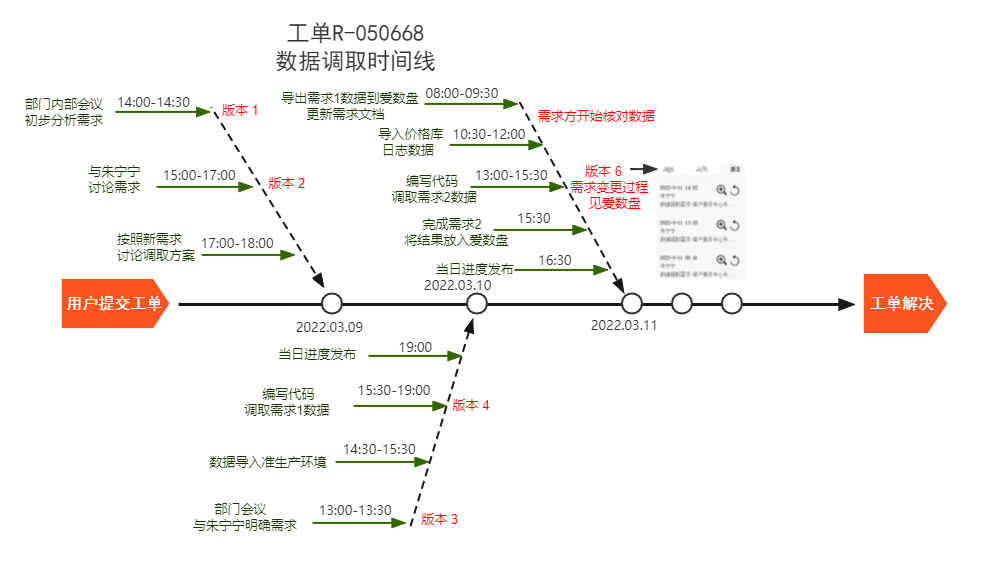 工单R-050668
数据调取时间线
部门内部会议
初步分析需求
14:00-14:30
版本 1
与朱宁宁
讨论需求
15:00-17:00
版本 2
按照新需求
讨论调取方案
17:00-18:00
导出需求1数据到爱数盘
更新需求文档
08:00-09:30
需求方开始核对数据
导入价格库
日志数据
10:30-12:00
编写代码
调取需求2数据
13:00-15:30
版本 6
需求变更过程
见爱数盘
完成需求2
将结果放入爱数盘
15:30
当日进度发布
16:30
用户提交工单
2022.03.09
2022.03.10
2022.03.11
工单解决
当日进度发布
19:00
编写代码
调取需求1数据
15:30-19:00
版本 4
数据导入准生产环境
14:30-15:30
部门会议
与朱宁宁明确需求
13:00-13:30
版本 3